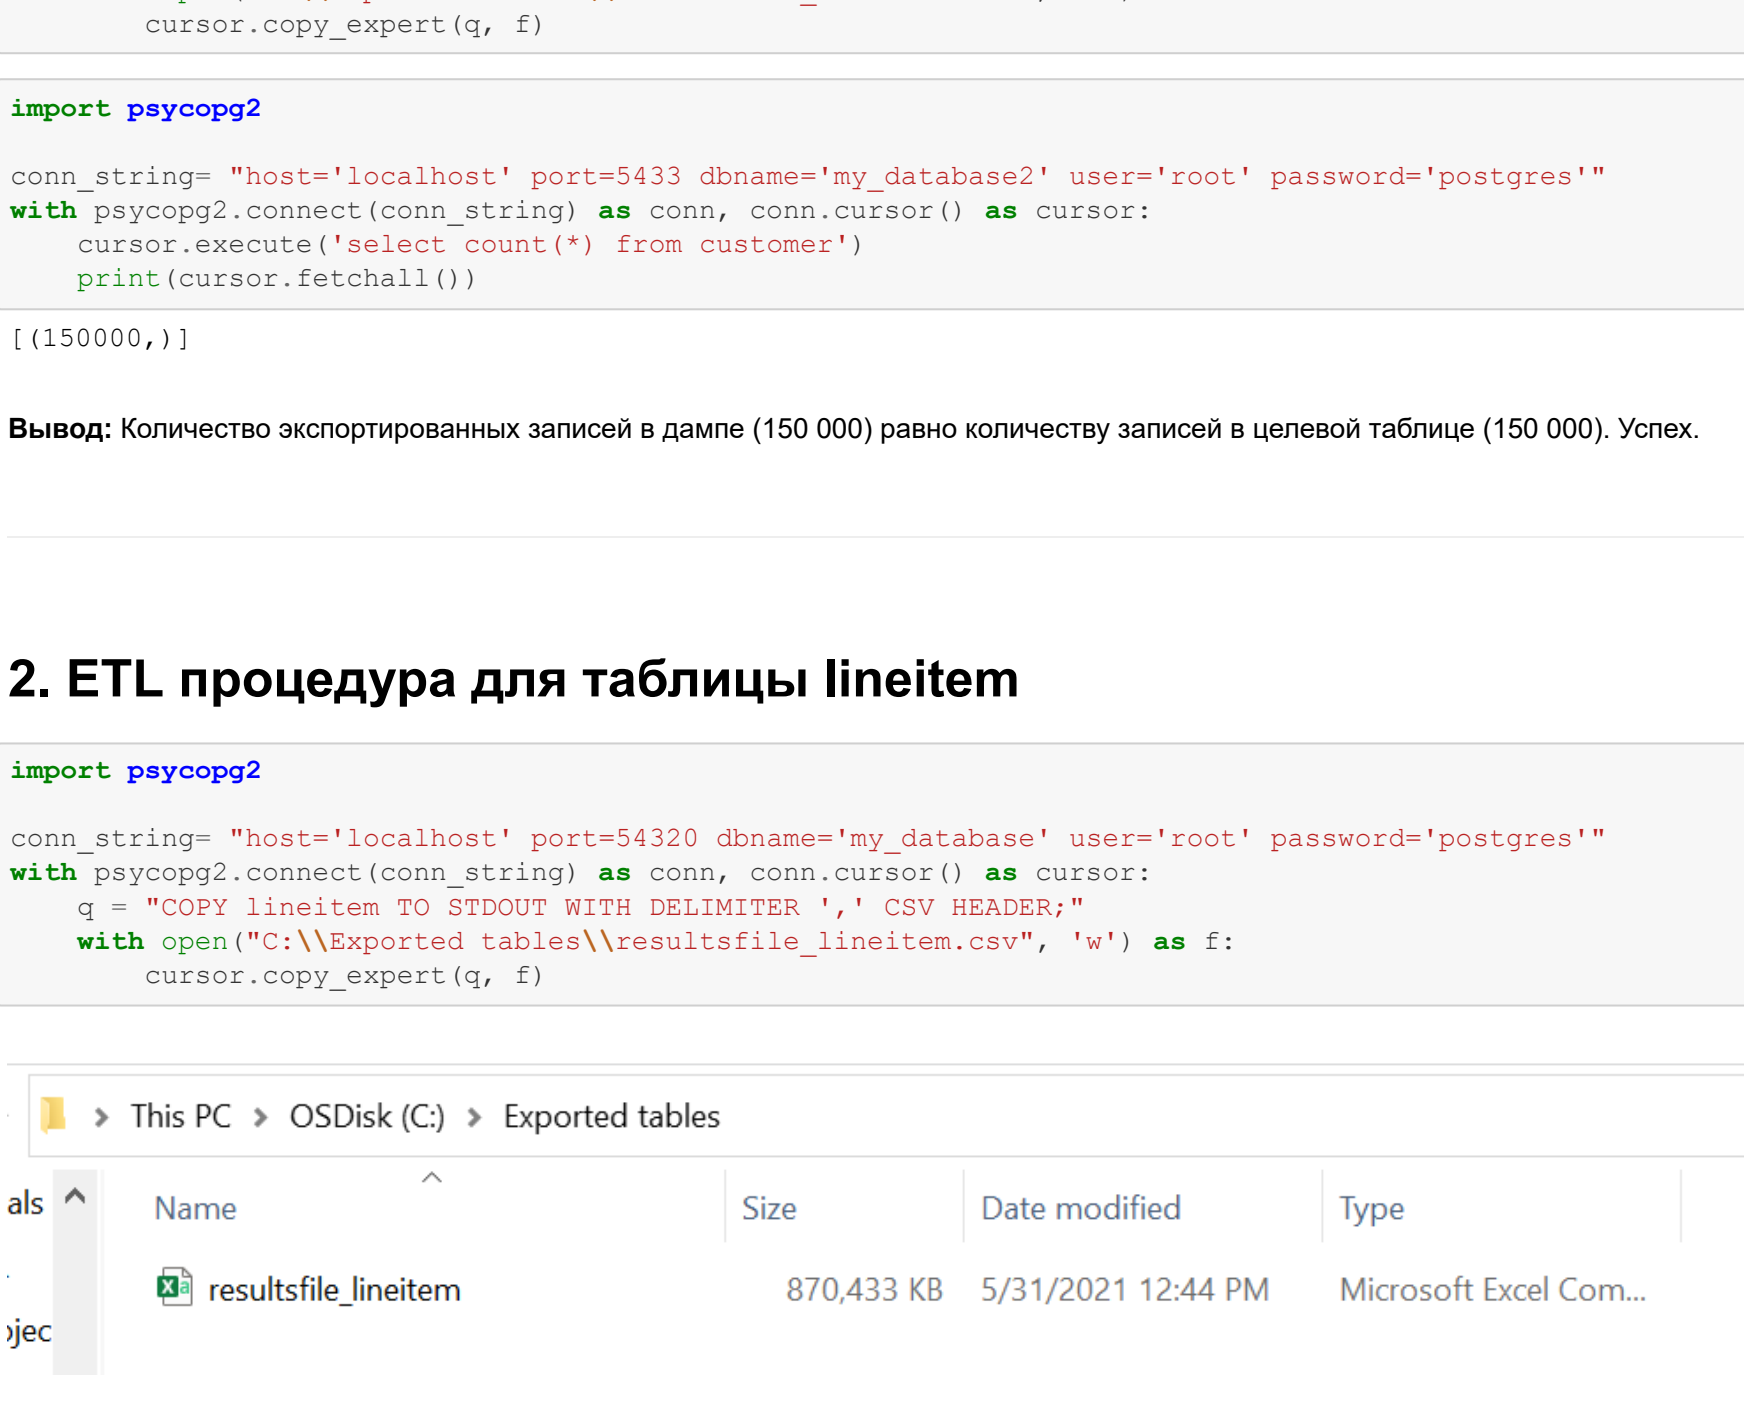 cursor.copy_expert(q, f)
import psycopg2
conn_string= "host='localhost' port=5433 dbname='my_database2' user='root' password='postgres'"
with psycopg2.connect(conn_string) as conn, conn.cursor() as cursor:
    cursor.execute('select count(*) from customer')
    print(cursor.fetchall())
[(150000,)]
Вывод: Количество экспортированных записей в дампе (150 000) равно количеству записей в целевой таблице (150 000). Успех.
2. ETL процедура для таблицы lineitem
import psycopg2
conn_string= "host='localhost' port=54320 dbname='my_database' user='root' password='postgres'"
with psycopg2.connect(conn_string) as conn, conn.cursor() as cursor:
    q = "COPY lineitem TO STDOUT WITH DELIMITER ',' CSV HEADER;"
    with open("C:\\Exported tables\\resultsfile_lineitem.csv", 'w') as f:
        cursor.copy_expert(q, f)
This PC > OSDisk (C:) > Exported tables
als Name Size Date modified Type
resultsfile_lineitem 870,433 KB 5/31/2021 12:44 PM Microsoft Excel Com...
ojec